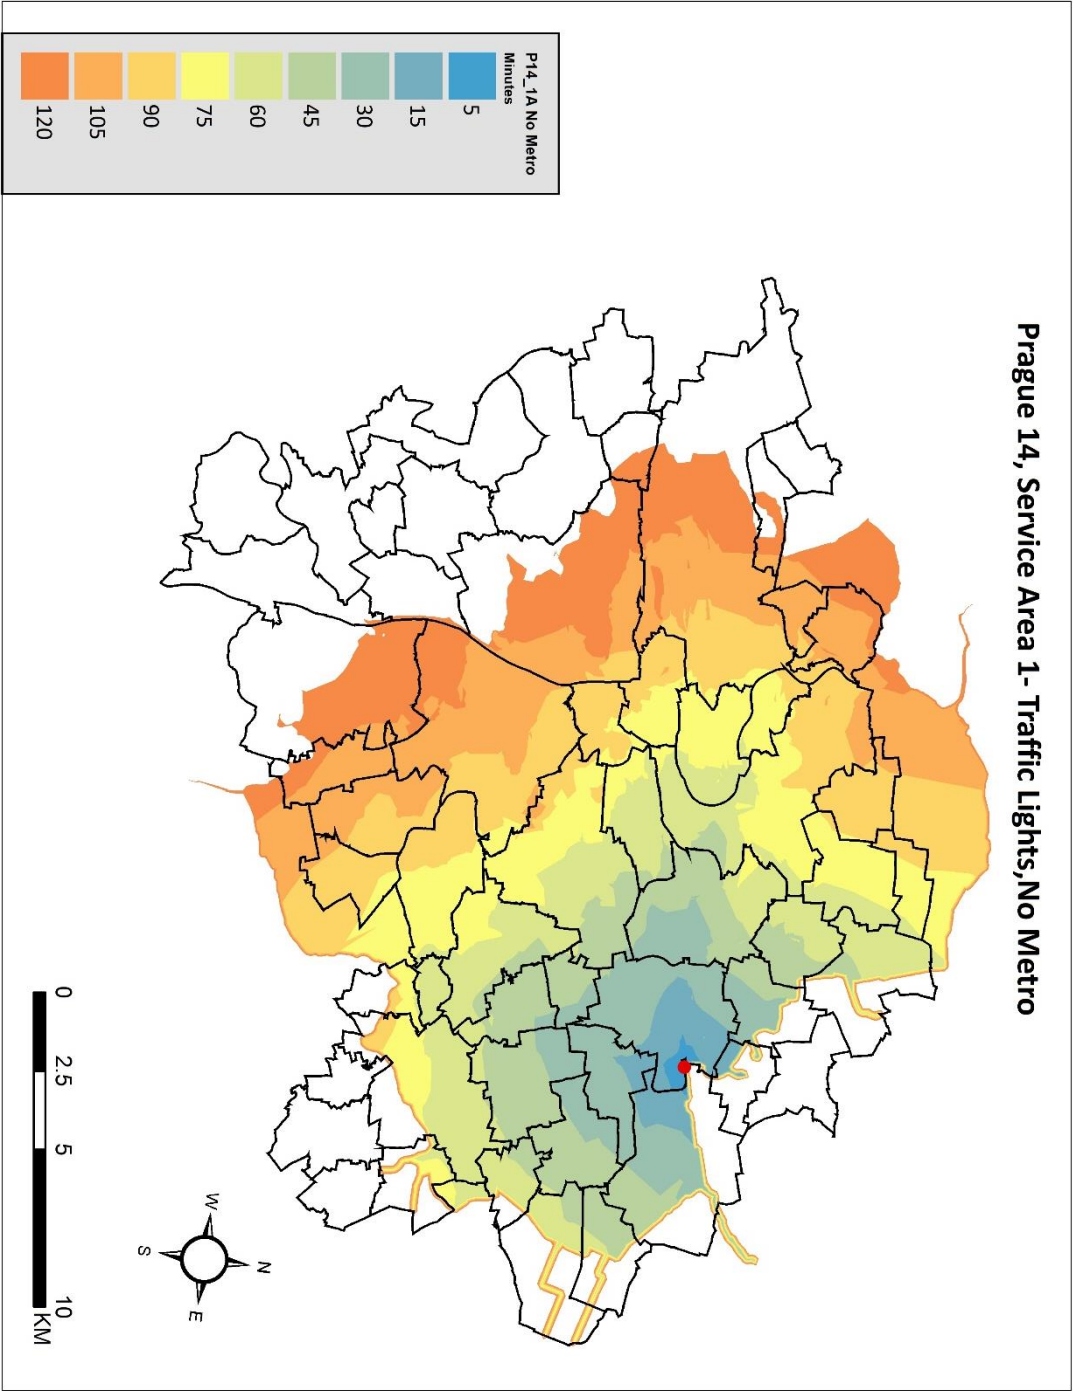 Prague 14, Service Area 1- Traffic Lights,No Metro
P14_1A No Metro
Minutes
5
15
30
45
60
75
90
105
120
0 2.5 5 10
KM
N
W
E
S